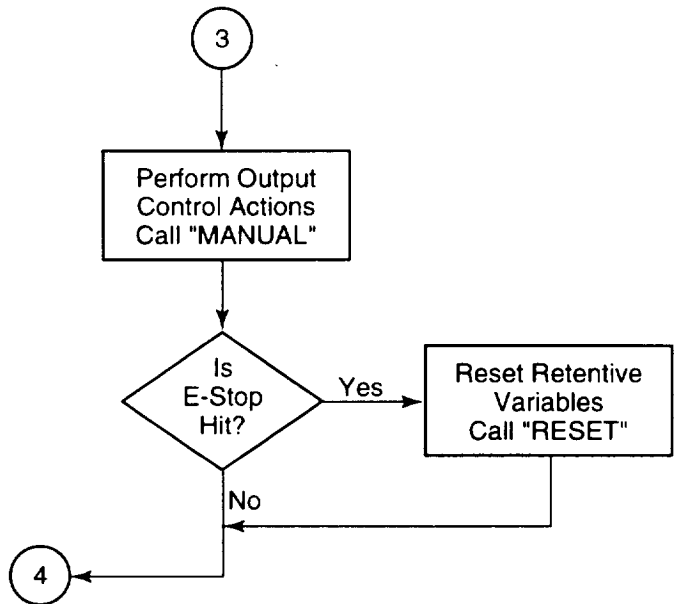 3
Perform Output
Control Actions
Call "MANUAL"
Is
E-Stop
Hit?
Yes
Reset Retentive
Variables
Call "RESET"
No
4